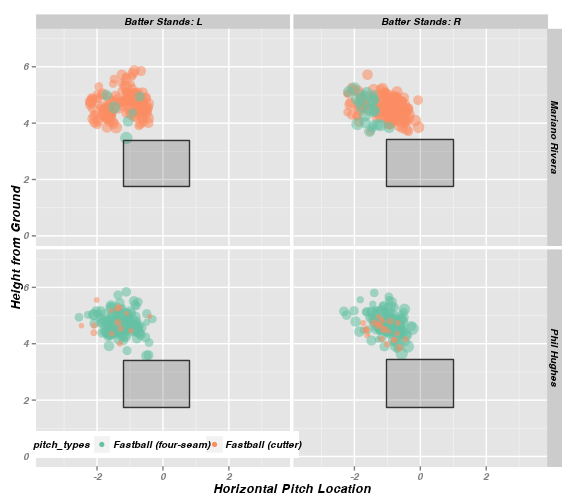 Batter Stands: L
Batter Stands: R
6
4
2
0
Mariano Rivera
Height from Ground
6
4
2
0
Phil Hughes
pitch_types
Fastball (four-seam)
Fastball (cutter)
-2
0
2
-2
0
2
Horizontal Pitch Location